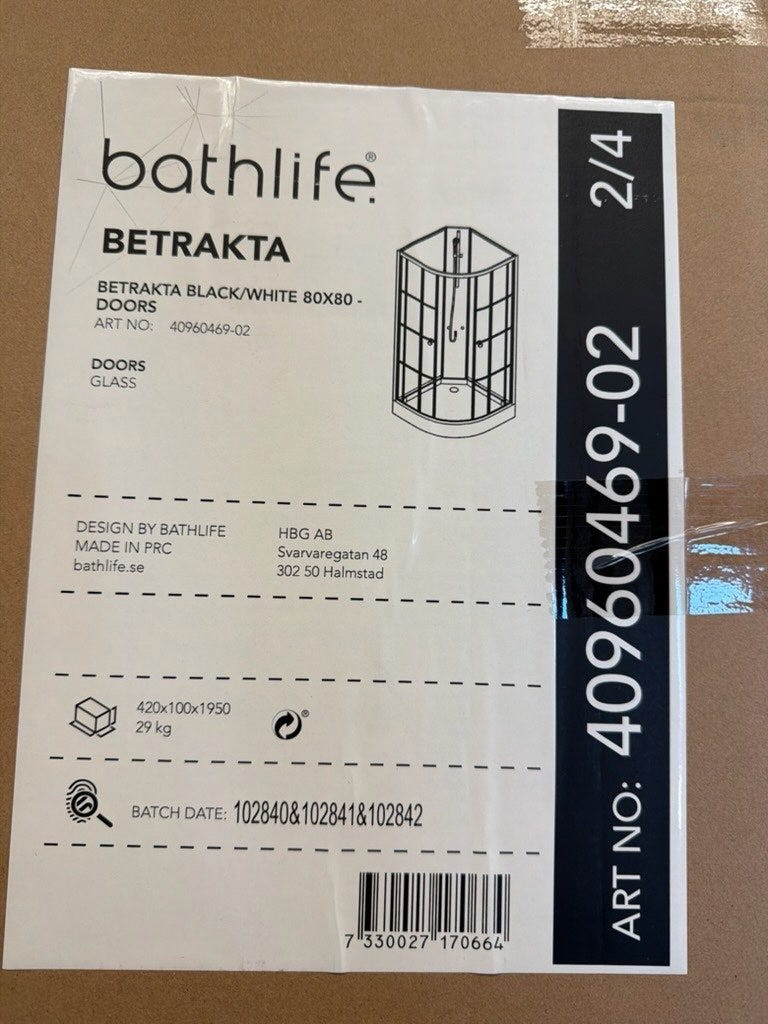 bathlife®
BETRAKTA
BETRAKTA BLACK/WHITE 80X80 -
DOORS
ART NO: 40960469-02
DOORS
GLASS
DESIGN BY BATHLIFE
MADE IN PRC
bathlife.se
HBG AB
Svarvaregatan 48
302 50 Halmstad
420x100x1950
29 kg
®
BATCH DATE: 102840&102841&102842
7 330027 170664
ART NO: 40960469-02 2/4